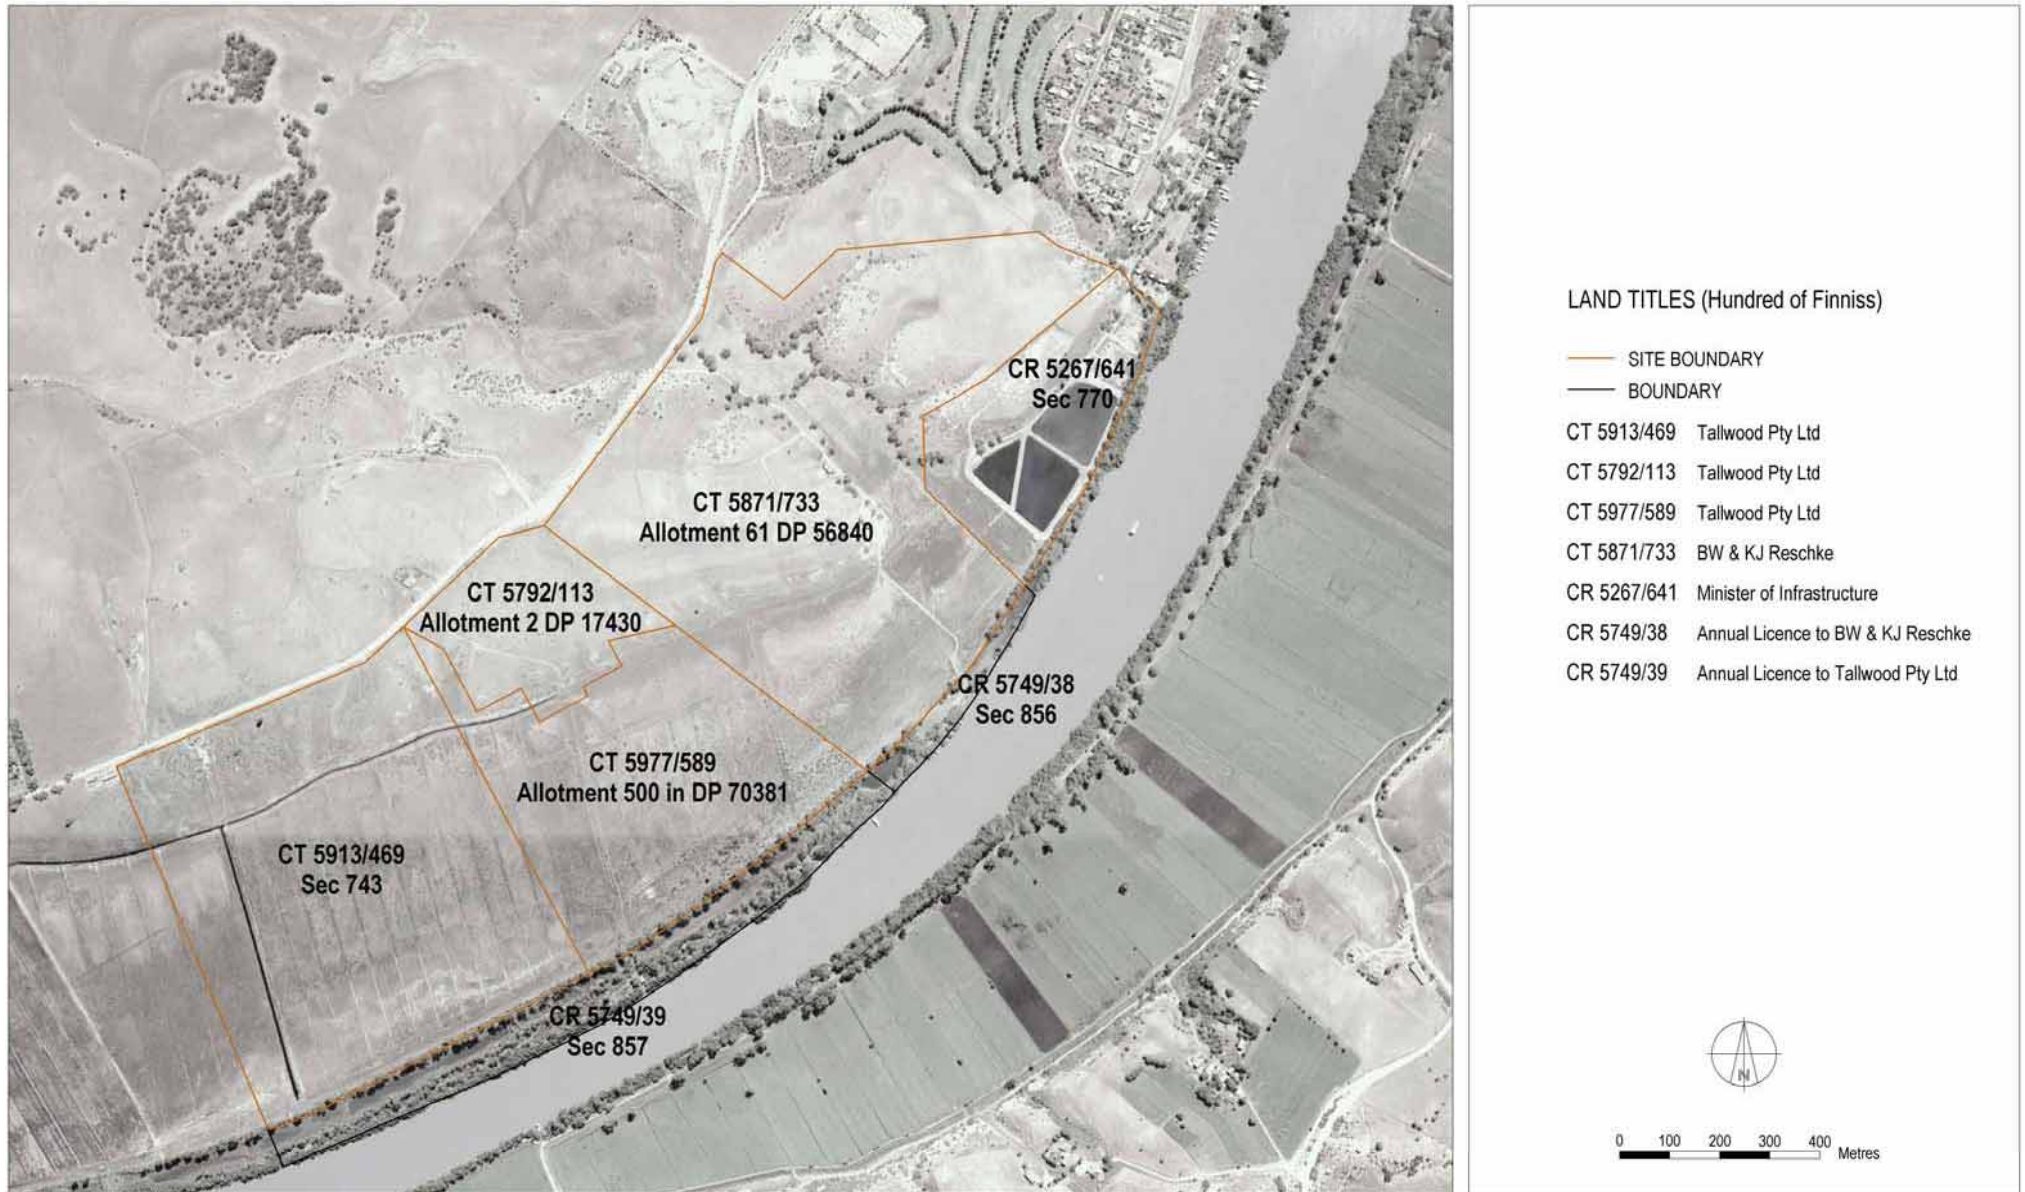 CR 5267/641
Sec 770
CT 5871/733
Allotment 61 DP 56840
CT 5792/113
Allotment 2 DP 17430
CR 5749/38
Sec 856
CT 5977/589
Allotment 500 in DP 70381
CT 5913/469
Sec 743
CR 5749/39
Sec 857
LAND TITLES (Hundred of Finniss)
SITE BOUNDARY
BOUNDARY
CT 5913/469 Tallwood Pty Ltd
CT 5792/113 Tallwood Pty Ltd
CT 5977/589 Tallwood Pty Ltd
CT 5871/733 BW & KJ Reschke
CR 5267/641 Minister of Infrastructure
CR 5749/38 Annual Licence to BW & KJ Reschke
CR 5749/39 Annual Licence to Tallwood Pty Ltd
N
0 100 200 300 400 Metres